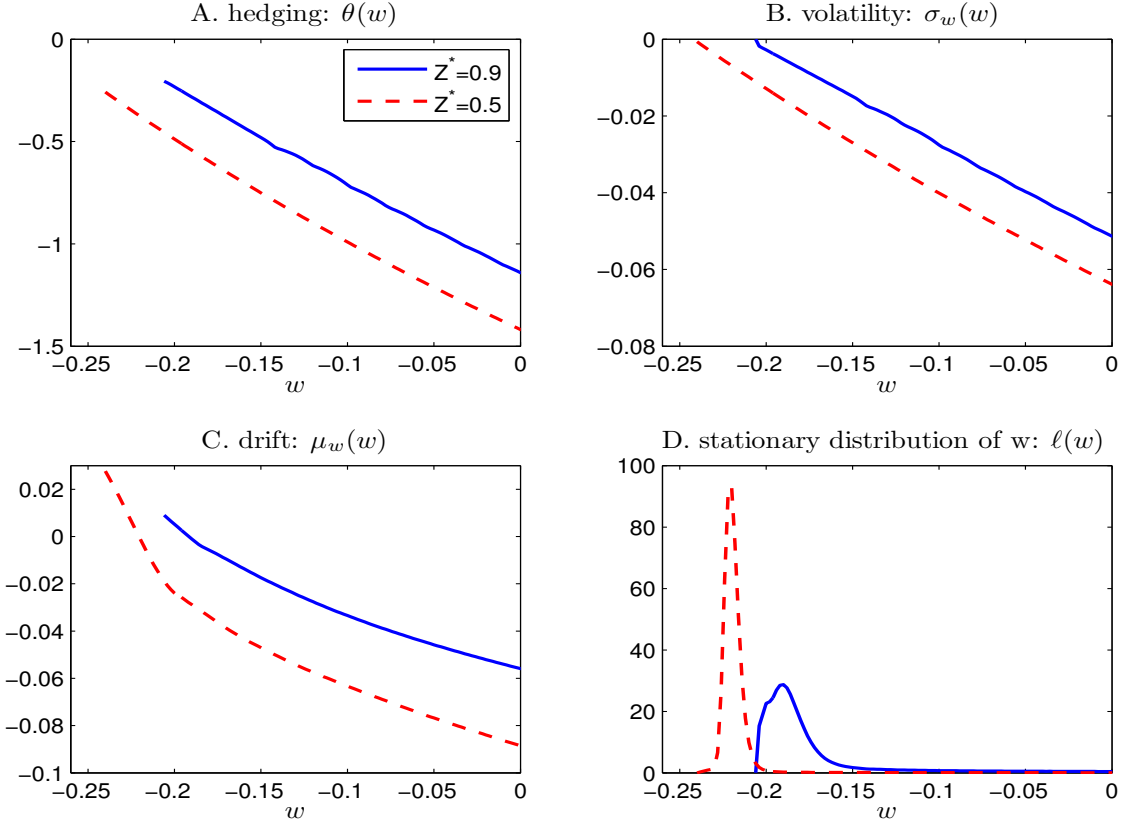 A. hedging: θ(w)
0
−0.5
−1
−1.5
−0.25 −0.2 −0.15 −0.1 −0.05 0
w
Z*=0.9
Z*=0.5
B. volatility: σw(w)
0
−0.02
−0.04
−0.06
−0.08
−0.25 −0.2 −0.15 −0.1 −0.05 0
w
C. drift: μw(w)
0.02
0
−0.02
−0.04
−0.06
−0.08
−0.1
−0.25 −0.2 −0.15 −0.1 −0.05 0
w
D. stationary distribution of w: ℓ(w)
100
80
60
40
20
0
−0.25 −0.2 −0.15 −0.1 −0.05 0
w